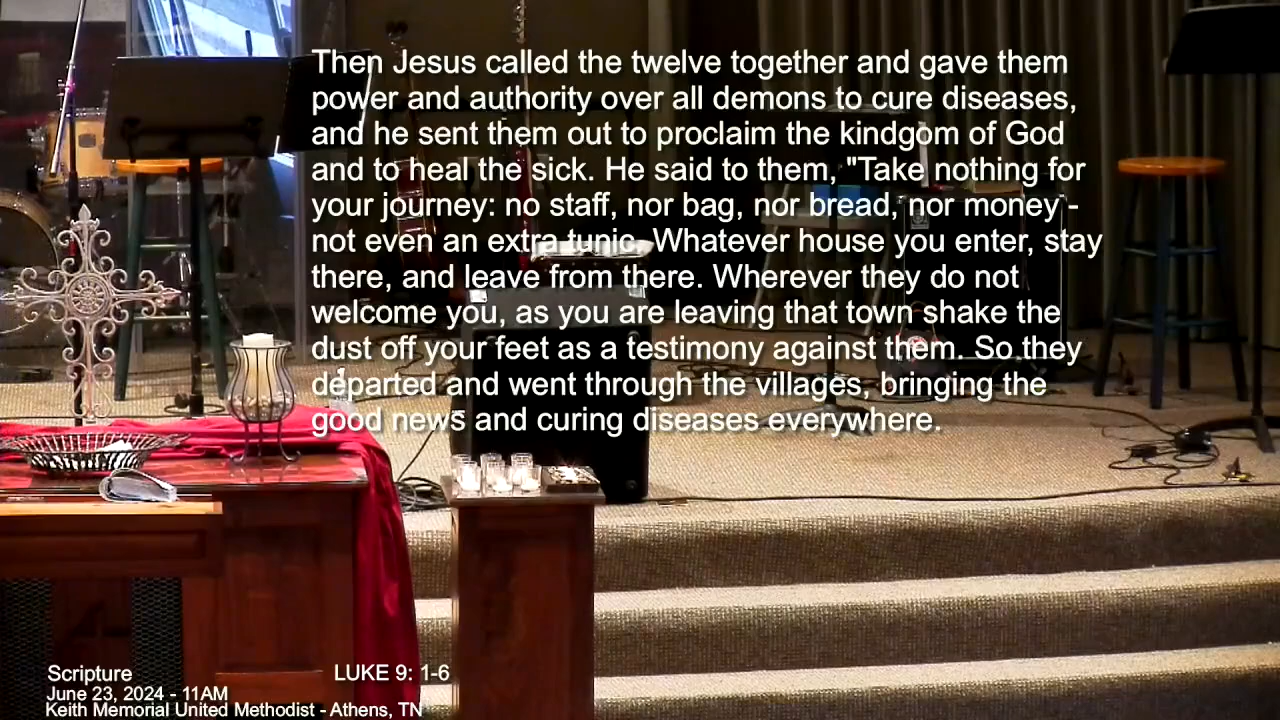 Then Jesus called the twelve together and gave them
power and authority over all demons to cure diseases,
and he sent them out to proclaim the kindgom of God
and to heal the sick. He said to them, "Take nothing for
your journey: no staff, nor bag, nor bread, nor money -
not even an extra tunic. Whatever house you enter, stay
there, and leave from there. Wherever they do not
welcome you, as you are leaving that town shake the
dust off your feet as a testimony against them. So they
departed and went through the villages, bringing the
good news and curing diseases everywhere.
Scripture LUKE 9: 1-6
June 23, 2024 - 11AM
Keith Memorial United Methodist - Athens, TN